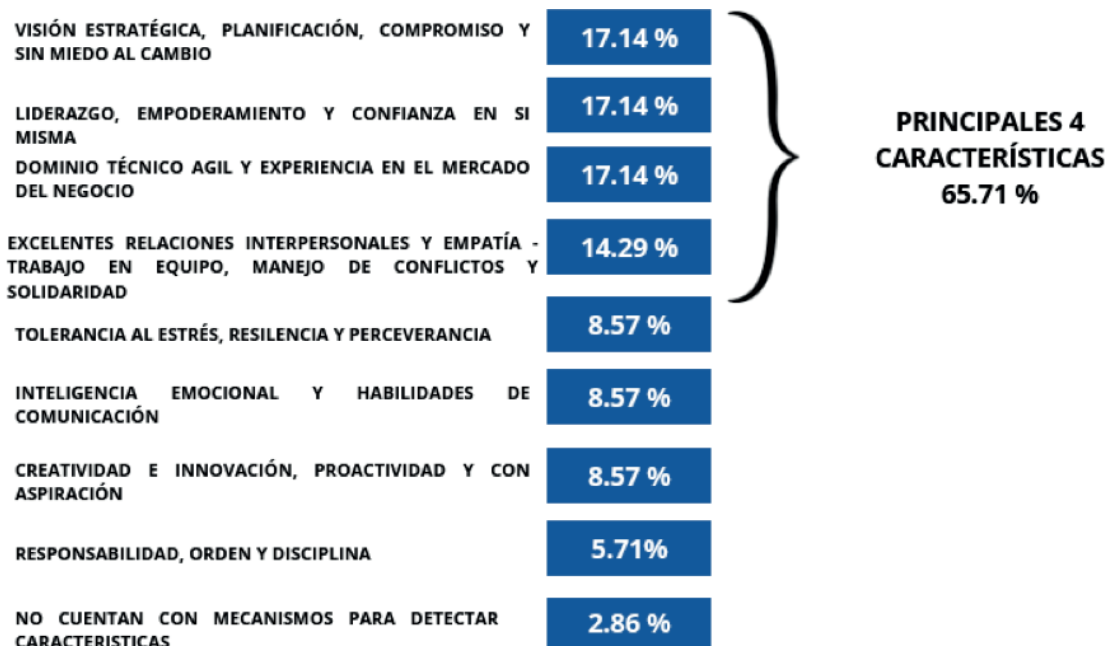 VISIÓN ESTRATÉGICA, PLANIFICACIÓN, COMPROMISO Y
SIN MIEDO AL CAMBIO
17.14 %
LIDERAZGO, EMPODERAMIENTO Y CONFIANZA EN SI
MISMA
17.14 %
DOMINIO TÉCNICO AGIL Y EXPERIENCIA EN EL MERCADO
DEL NEGOCIO
17.14 %
EXCELENTES RELACIONES INTERPERSONALES Y EMPATÍA -
TRABAJO EN EQUIPO, MANEJO DE CONFLICTOS Y
SOLIDARIDAD
14.29 %
PRINCIPALES 4
CARACTERÍSTICAS
65.71 %
TOLERANCIA AL ESTRÉS, RESILENCIA Y PERCEVERANCIA
8.57 %
INTELIGENCIA EMOCIONAL Y HABILIDADES DE
COMUNICACIÓN
8.57 %
CREATIVIDAD E INNOVACIÓN, PROACTIVIDAD Y CON
ASPIRACIÓN
8.57 %
RESPONSABILIDAD, ORDEN Y DISCIPLINA
5.71%
NO CUENTAN CON MECANISMOS PARA DETECTAR
CARACTERISTICAS
2.86 %